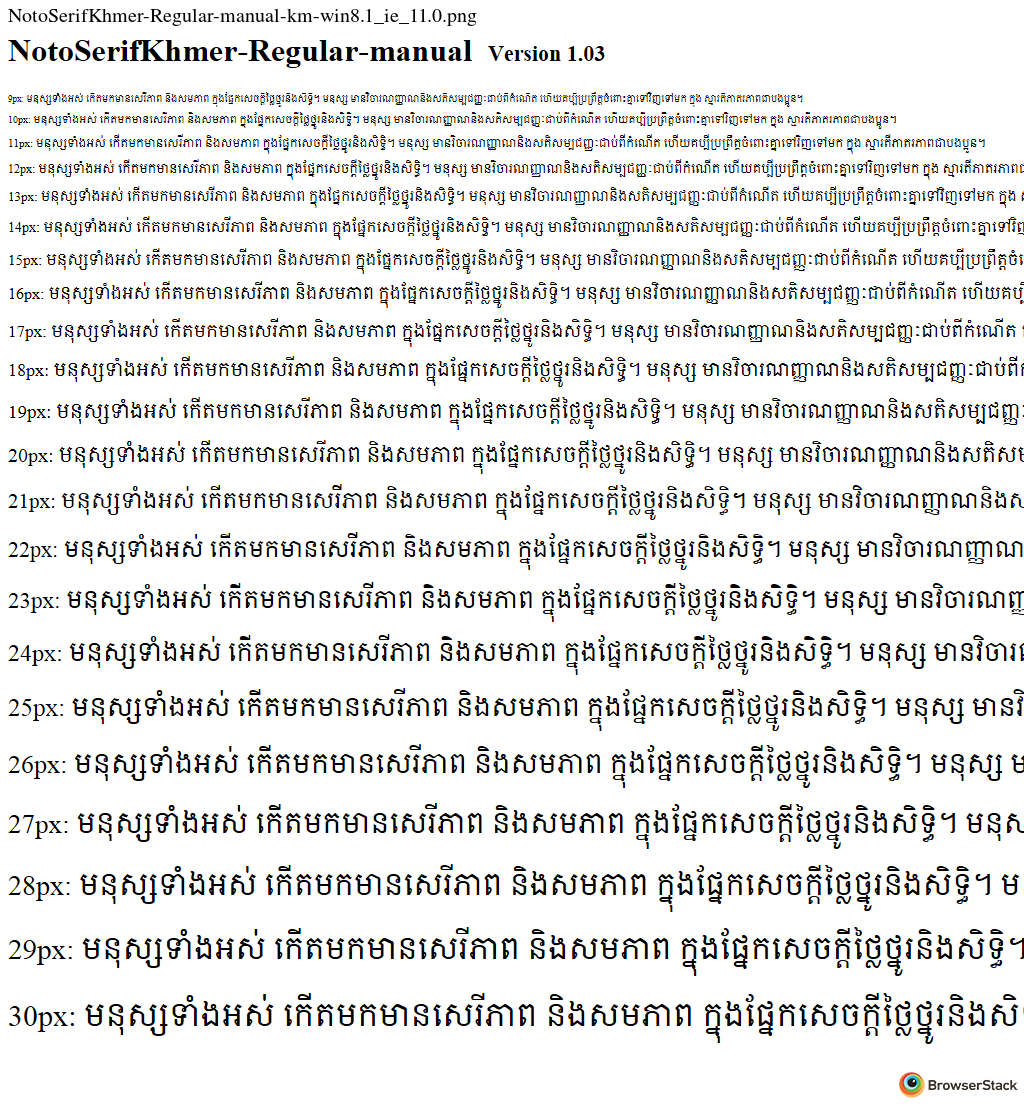 NotoSerifKhmer-Regular-manual-km-win8.1_ie_11.0.png
NotoSerifKhmer-Regular-manual Version 1.03
9px: មនុស្សទាំងអស់ កើតមកមានសេរីភាព និងសមភាព ក្នុងផ្នែកសេចក្ដីថ្លៃថ្នូរនិងសិទ្ធិ។ មនុស្ស មានវិចារណញ្ញាណនិងសតិសម្បជញ្ញៈជាប់ពីកំណើត ហើយគប្បីប្រព្រឹត្ដចំពោះគ្នាទៅវិញទៅមក ក្នុង ស្មារតីភាតរភាពជាបងប្អូន។
10px: មនុស្សទាំងអស់ កើតមកមានសេរីភាព និងសមភាព ក្នុងផ្នែកសេចក្ដីថ្លៃថ្នូរនិងសិទ្ធិ។ មនុស្ស មានវិចារណញ្ញាណនិងសតិសម្បជញ្ញៈជាប់ពីកំណើត ហើយគប្បីប្រព្រឹត្ដចំពោះគ្នាទៅវិញទៅមក ក្នុង ស្មារតីភាតរភាពជាបងប្អូន។
11px: មនុស្សទាំងអស់ កើតមកមានសេរីភាព និងសមភាព ក្នុងផ្នែកសេចក្ដីថ្លៃថ្នូរនិងសិទ្ធិ។ មនុស្ស មានវិចារណញ្ញាណនិងសតិសម្បជញ្ញៈជាប់ពីកំណើត ហើយគប្បីប្រព្រឹត្ដចំពោះគ្នាទៅវិញទៅមក ក្នុង ស្មារតីភាតរភាពជាបងប្អូន។
12px: មនុស្សទាំងអស់ កើតមកមានសេរីភាព និងសមភាព ក្នុងផ្នែកសេចក្ដីថ្លៃថ្នូរនិងសិទ្ធិ។ មនុស្ស មានវិចារណញ្ញាណនិងសតិសម្បជញ្ញៈជាប់ពីកំណើត ហើយគប្បីប្រព្រឹត្ដចំពោះគ្នាទៅវិញទៅមក ក្នុង ស្មារតីភាតរភាពជ
13px: មនុស្សទាំងអស់ កើតមកមានសេរីភាព និងសមភាព ក្នុងផ្នែកសេចក្ដីថ្លៃថ្នូរនិងសិទ្ធិ។ មនុស្ស មានវិចារណញ្ញាណនិងសតិសម្បជញ្ញៈជាប់ពីកំណើត ហើយគប្បីប្រព្រឹត្ដចំពោះគ្នាទៅវិញទៅមក ក្នុង
14px: មនុស្សទាំងអស់ កើតមកមានសេរីភាព និងសមភាព ក្នុងផ្នែកសេចក្ដីថ្លៃថ្នូរនិងសិទ្ធិ។ មនុស្ស មានវិចារណញ្ញាណនិងសតិសម្បជញ្ញៈជាប់ពីកំណើត ហើយគប្បីប្រព្រឹត្ដចំពោះគ្នាទៅវិញ
15px: មនុស្សទាំងអស់ កើតមកមានសេរីភាព និងសមភាព ក្នុងផ្នែកសេចក្ដីថ្លៃថ្នូរនិងសិទ្ធិ។ មនុស្ស មានវិចារណញ្ញាណនិងសតិសម្បជញ្ញៈជាប់ពីកំណើត ហើយគប្បីប្រព្រឹត្ដចំ
16px: មនុស្សទាំងអស់ កើតមកមានសេរីភាព និងសមភាព ក្នុងផ្នែកសេចក្ដីថ្លៃថ្នូរនិងសិទ្ធិ។ មនុស្ស មានវិចារណញ្ញាណនិងសតិសម្បជញ្ញៈជាប់ពីកំណើត ហើយគប្បី
17px: មនុស្សទាំងអស់ កើតមកមានសេរីភាព និងសមភាព ក្នុងផ្នែកសេចក្ដីថ្លៃថ្នូរនិងសិទ្ធិ។ មនុស្ស មានវិចារណញ្ញាណនិងសតិសម្បជញ្ញៈជាប់ពីកំណើត
18px: មនុស្សទាំងអស់ កើតមកមានសេរីភាព និងសមភាព ក្នុងផ្នែកសេចក្ដីថ្លៃថ្នូរនិងសិទ្ធិ។ មនុស្ស មានវិចារណញ្ញាណនិងសតិសម្បជញ្ញៈជាប់ពីក
19px: មនុស្សទាំងអស់ កើតមកមានសេរីភាព និងសមភាព ក្នុងផ្នែកសេចក្ដីថ្លៃថ្នូរនិងសិទ្ធិ។ មនុស្ស មានវិចារណញ្ញាណនិងសតិសម្បជញ្ញៈ
20px: មនុស្សទាំងអស់ កើតមកមានសេរីភាព និងសមភាព ក្នុងផ្នែកសេចក្ដីថ្លៃថ្នូរនិងសិទ្ធិ។ មនុស្ស មានវិចារណញ្ញាណនិងសតិសម
21px: មនុស្សទាំងអស់ កើតមកមានសេរីភាព និងសមភាព ក្នុងផ្នែកសេចក្ដីថ្លៃថ្នូរនិងសិទ្ធិ។ មនុស្ស មានវិចារណញ្ញាណនិងស
22px: មនុស្សទាំងអស់ កើតមកមានសេរីភាព និងសមភាព ក្នុងផ្នែកសេចក្ដីថ្លៃថ្នូរនិងសិទ្ធិ។ មនុស្ស មានវិចារណញ្ញាណ
23px: មនុស្សទាំងអស់ កើតមកមានសេរីភាព និងសមភាព ក្នុងផ្នែកសេចក្ដីថ្លៃថ្នូរនិងសិទ្ធិ។ មនុស្ស មានវិចារណញ្ញ
24px: មនុស្សទាំងអស់ កើតមកមានសេរីភាព និងសមភាព ក្នុងផ្នែកសេចក្ដីថ្លៃថ្នូរនិងសិទ្ធិ។ មនុស្ស មានវិចារ
25px: មនុស្សទាំងអស់ កើតមកមានសេរីភាព និងសមភាព ក្នុងផ្នែកសេចក្ដីថ្លៃថ្នូរនិងសិទ្ធិ។ មនុស្ស មានវិ
26px: មនុស្សទាំងអស់ កើតមកមានសេរីភាព និងសមភាព ក្នុងផ្នែកសេចក្ដីថ្លៃថ្នូរនិងសិទ្ធិ។ មនុស្ស ម
27px: មនុស្សទាំងអស់ កើតមកមានសេរីភាព និងសមភាព ក្នុងផ្នែកសេចក្ដីថ្លៃថ្នូរនិងសិទ្ធិ។ មនុស
28px: មនុស្សទាំងអស់ កើតមកមានសេរីភាព និងសមភាព ក្នុងផ្នែកសេចក្ដីថ្លៃថ្នូរនិងសិទ្ធិ។ ម
29px: មនុស្សទាំងអស់ កើតមកមានសេរីភាព និងសមភាព ក្នុងផ្នែកសេចក្ដីថ្លៃថ្នូរនិងសិទ្ធិ។
30px: មនុស្សទាំងអស់ កើតមកមានសេរីភាព និងសមភាព ក្នុងផ្នែកសេចក្ដីថ្លៃថ្នូរនិងសិ
BrowserStack